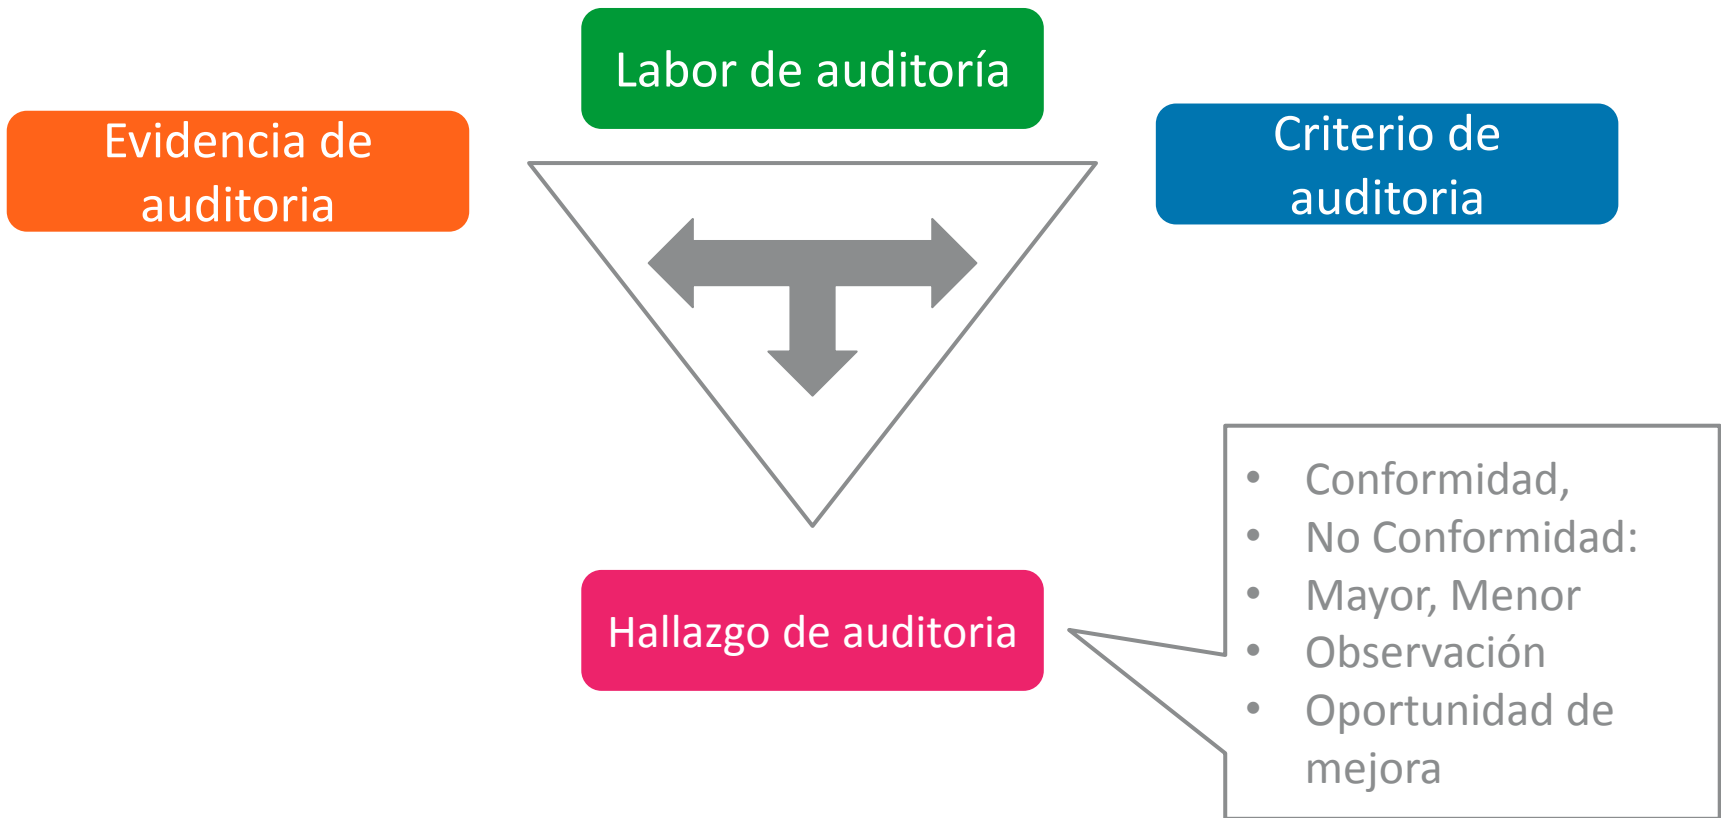 Labor de auditoría
Evidencia de
auditoria
Criterio de
auditoria
Hallazgo de auditoria
• Conformidad,
• No Conformidad:
• Mayor, Menor
• Observación
• Oportunidad de
mejora